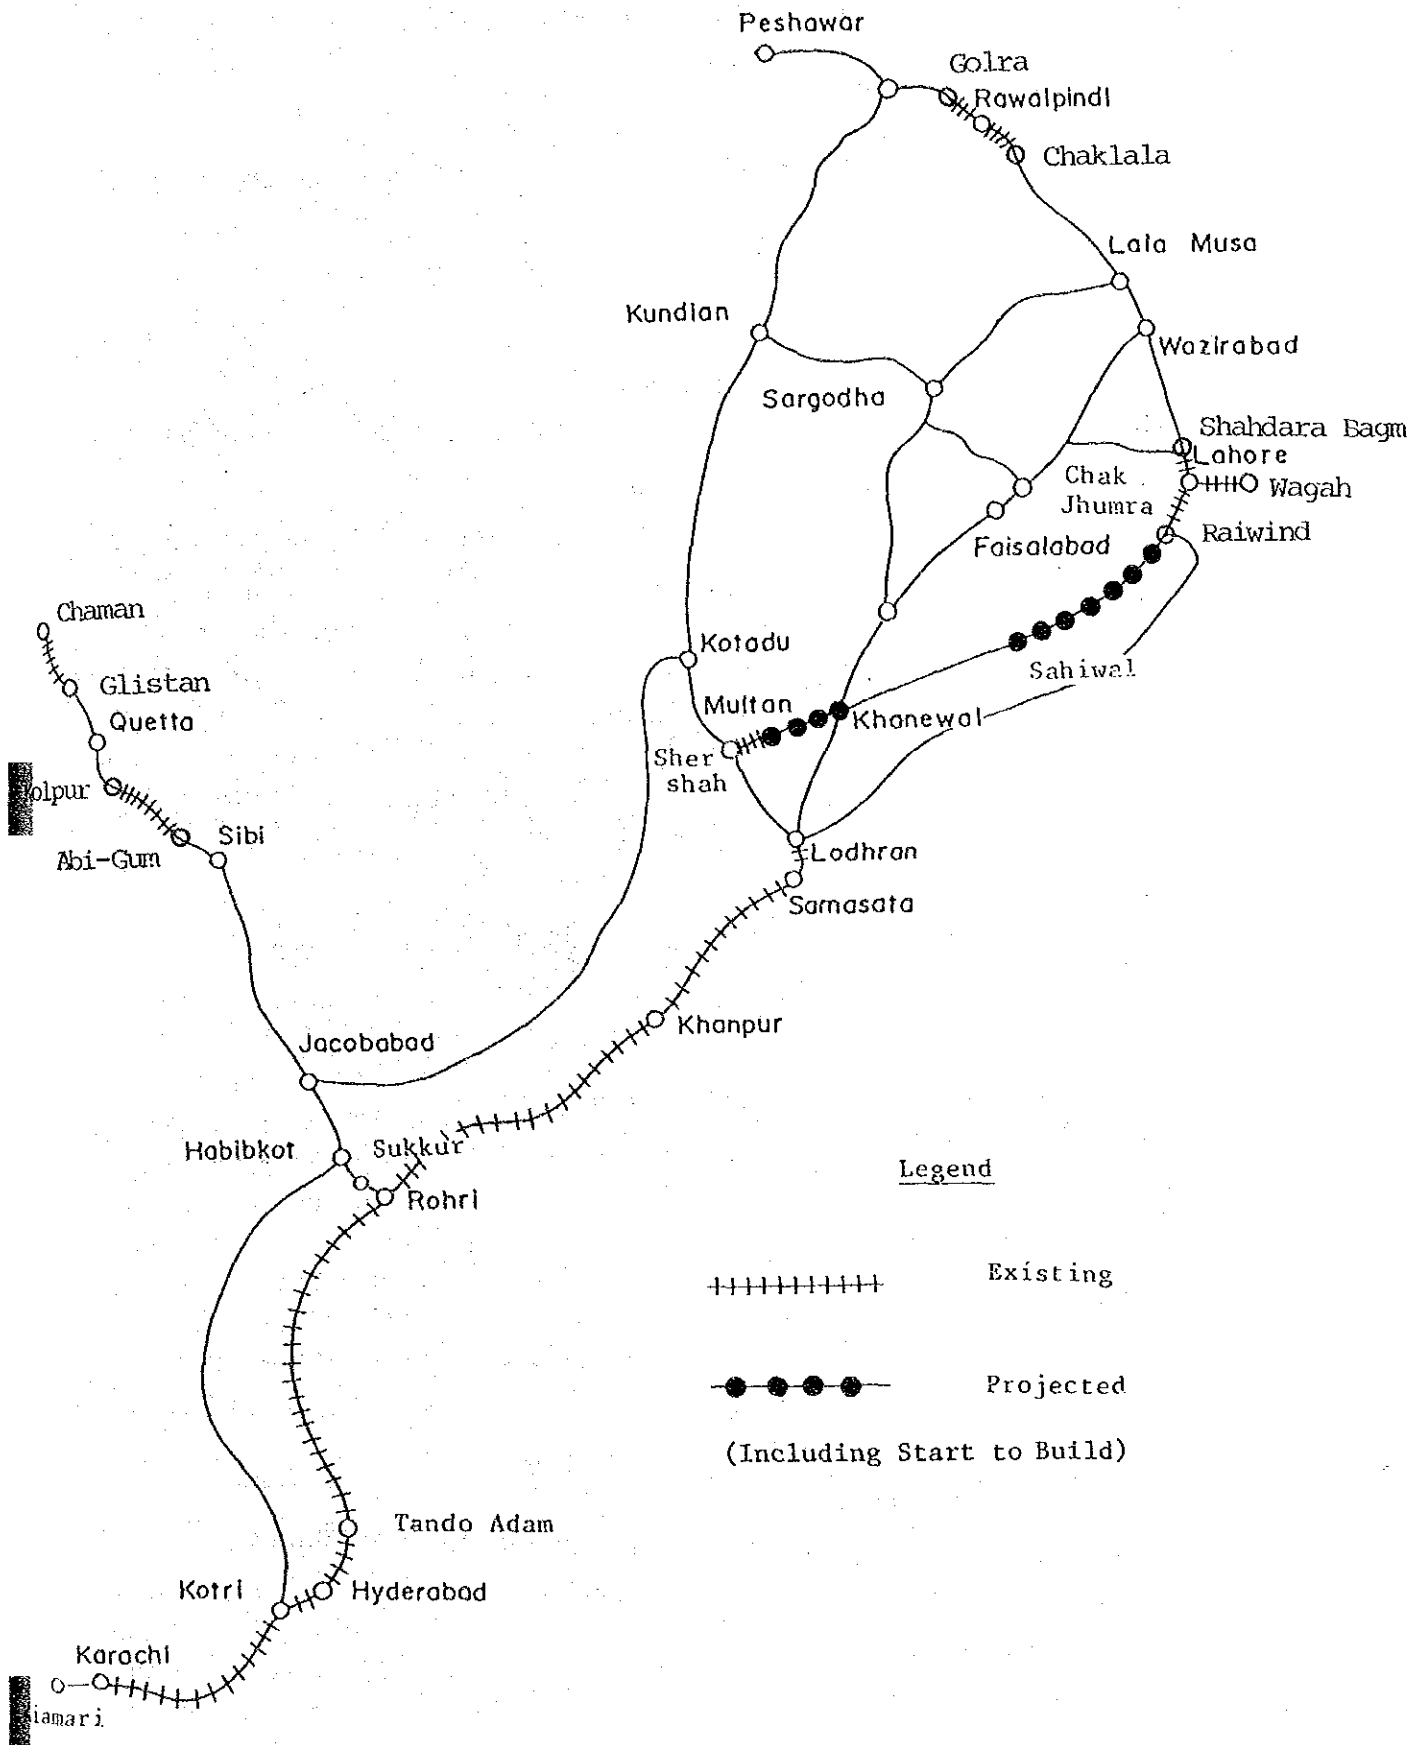 Peshawar
Golra
Rawalpindi
Chaklala
Lala Musa
Kundian
Wazirabad
Sargodha
Shahdara Bagm
Lahore
Chak
Jhumra
Wagah
Faisalabad
Raiwind
Chaman
Kotadu
Sahiwal
Glistan
Multan
Quetta
Khanewal
Sher
shah
olpur
Sibi
Abi-Gum
Lodhran
Samasata
Khanpur
Jacobabad
Habibkot
Sukkur
Rohri
Legend
Existing
Projected
(Including Start to Build)
Tando Adam
Kotri
Hyderabad
Karachi
iamari